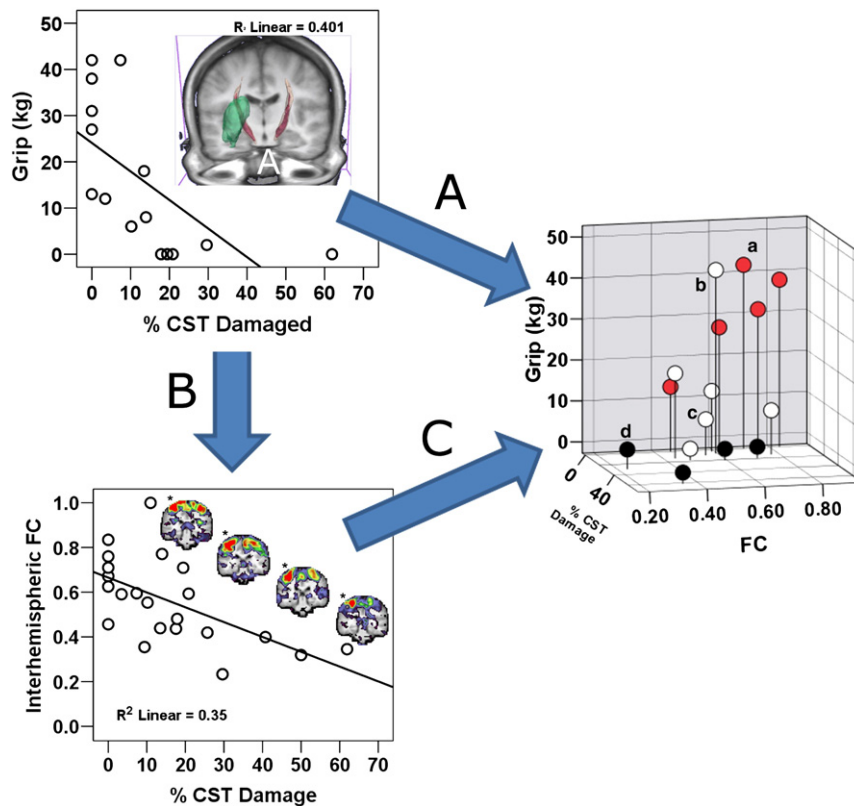 R² Linear = 0.401
50
40
30
20
10
0
Grip (kg)
A
0 10 20 30 40 50 60 70
% CST Damaged
A
B
C
50
40
30
20
10
0
Grip (kg)
a
b
c
d
0
40
% CST
Damage
0.20 0.40 0.60 0.80
FC
1.0
0.8
0.6
0.4
0.2
0.0
Interhemispheric FC
*
*
*
*
R² Linear = 0.35
0 10 20 30 40 50 60 70
% CST Damage